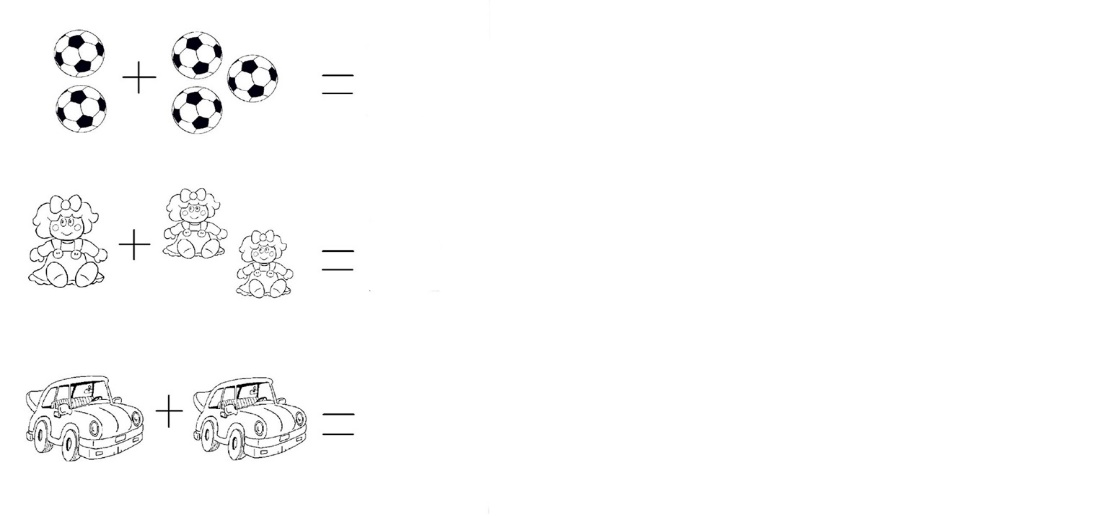 + =
+ =
+ =